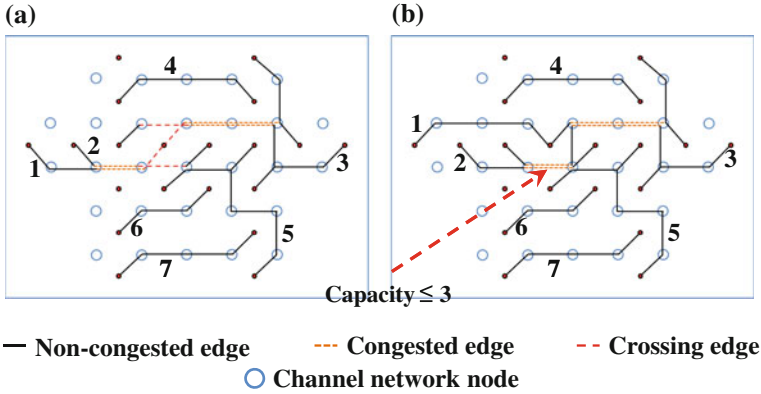 (a)
(b)
4
4
1
2
2
1
3
3
6
5
6
5
7
7
Capacity ≤ 3
Non-congested edge
Congested edge
Crossing edge
Channel network node